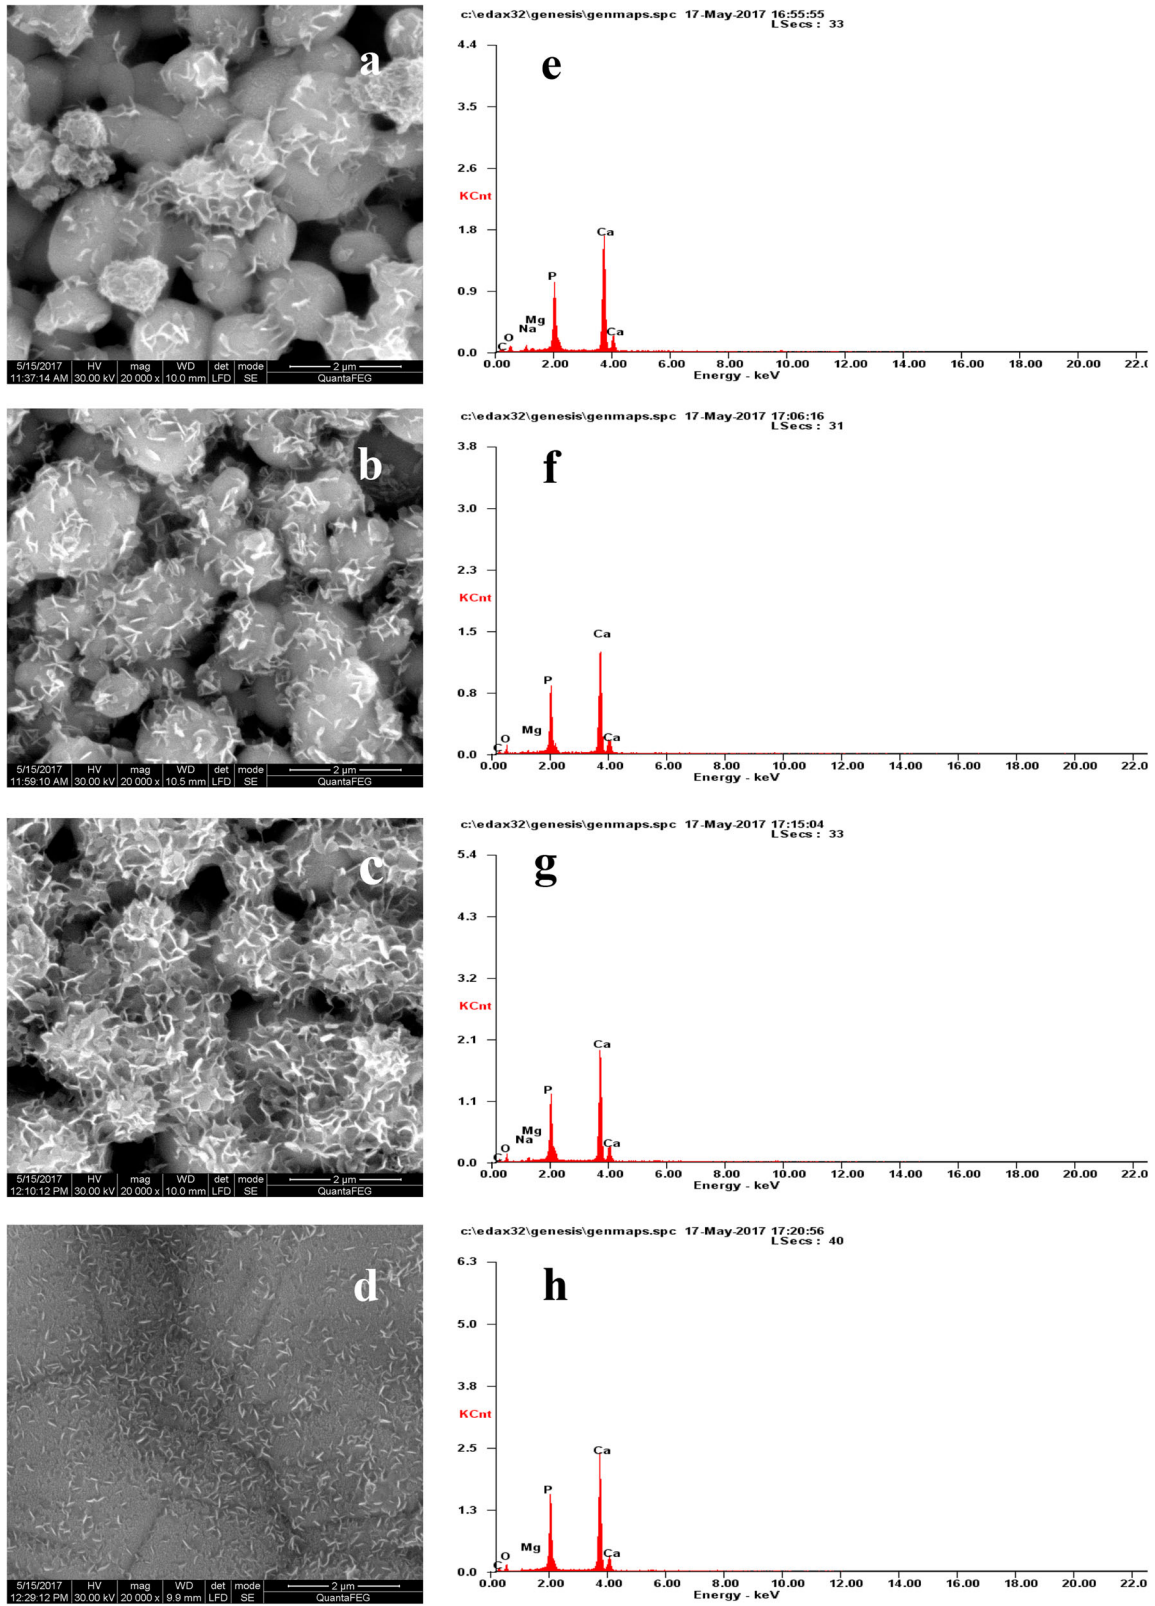 a
5/15/2017 HV mag WD det mode 2 µm
11:37:14 AM 30.00 kV 20 000 x 10.0 mm LFD SE QuantaFEG
c:\edax32\genesis\genmaps.spc 17-May-2017 16:55:55
LSecs : 33
e
4.4
3.5
2.6
KCnt
1.8
Ca
0.9
P
Mg
Na
O
C
Ca
0.0
0.00 2.00 4.00 6.00 8.00 10.00 12.00 14.00 16.00 18.00 20.00 22.(
Energy - keV
b
5/15/2017 HV mag WD det mode 2 µm
11:59:10 AM 30.00 kV 20 000 x 10.5 mm LFD SE QuantaFEG
c:\edax32\genesis\genmaps.spc 17-May-2017 17:06:16
LSecs : 31
f
3.8
3.0
2.3
KCnt
1.5
Ca
0.8
P
Mg
O
C
Ca
0.0
0.00 2.00 4.00 6.00 8.00 10.00 12.00 14.00 16.00 18.00 20.00 22.0
Energy - keV
c
5/15/2017 HV mag WD det mode 2 µm
12:10:12 PM 30.00 kV 20 000 x 10.0 mm LFD SE QuantaFEG
c:\edax32\genesis\genmaps.spc 17-May-2017 17:15:04
LSecs : 33
g
5.4
4.3
3.2
KCnt
2.1
Ca
1.1
P
Mg
Na
O
C
Ca
0.0
0.00 2.00 4.00 6.00 8.00 10.00 12.00 14.00 16.00 18.00 20.00 22.0
Energy - keV
d
5/15/2017 HV mag WD det mode 2 µm
12:29:12 PM 30.00 kV 20 000 x 9.9 mm LFD SE QuantaFEG
c:\edax32\genesis\genmaps.spc 17-May-2017 17:20:56
LSecs : 40
h
6.3
5.0
3.8
KCnt
2.5
Ca
1.3
P
Mg
O
C
Ca
0.0
0.00 2.00 4.00 6.00 8.00 10.00 12.00 14.00 16.00 18.00 20.00 22.0
Energy - keV